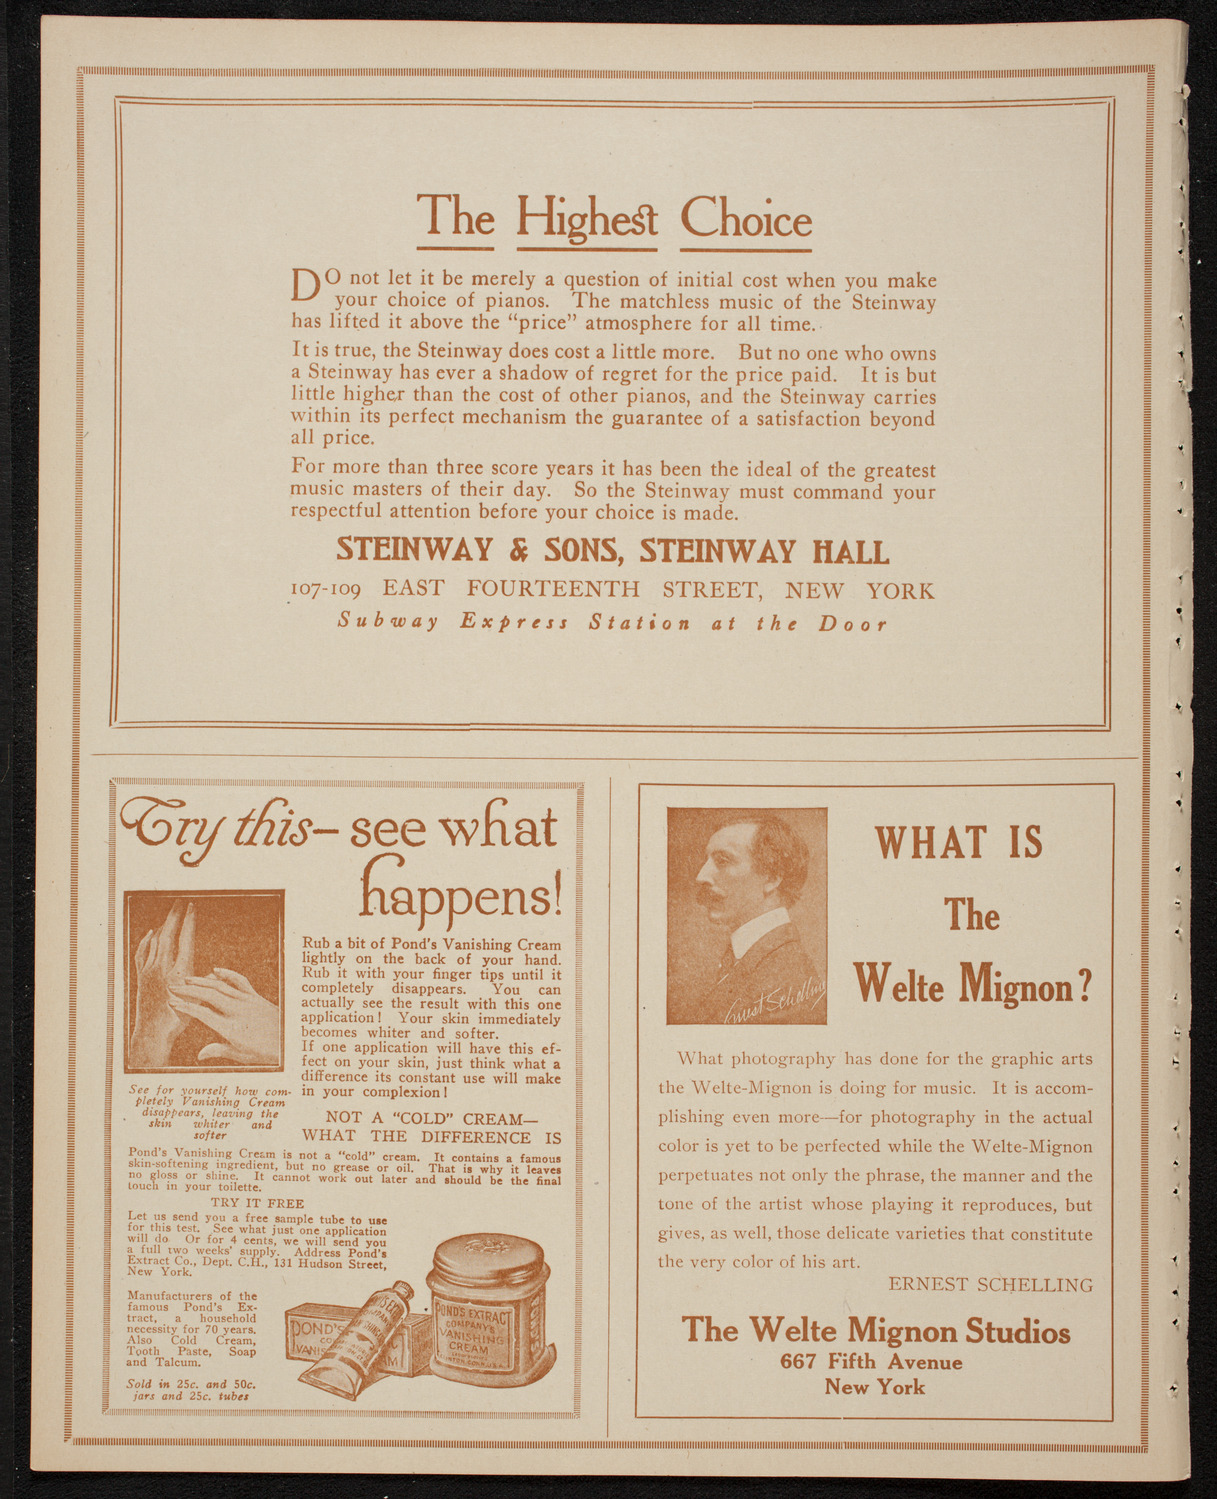 The Highest Choice
DO not let it be merely a question of initial cost when you make
your choice of pianos. The matchless music of the Steinway
has lifted it above the “price” atmosphere for all time.
It is true, the Steinway does cost a little more. But no one who owns
a Steinway has ever a shadow of regret for the price paid. It is but
little higher than the cost of other pianos, and the Steinway carries
within its perfect mechanism the guarantee of a satisfaction beyond
all price.
For more than three score years it has been the ideal of the greatest
music masters of their day. So the Steinway must command your
respectful attention before your choice is made.
STEINWAY & SONS, STEINWAY HALL
107-109 EAST FOURTEENTH STREET, NEW YORK
Subway Express Station at the Door
Try this—see what
happens!
Rub a bit of Pond's Vanishing Cream
lightly on the back of your hand.
Rub it with your finger tips until it
completely disappears. You can
actually see the result with this one
application! Your skin immediately
becomes whiter and softer.
If one application will have this ef-
fect on your skin, just think what a
difference its constant use will make
in your complexion!
See for yourself how com-
pletely Vanishing Cream
disappears, leaving the
skin whiter and
softer
NOT A “COLD” CREAM—
WHAT THE DIFFERENCE IS
Pond's Vanishing Cream is not a “cold” cream. It contains a famous
skin-softening ingredient, but no grease or oil. That is why it leaves
no gloss or shine. It cannot work out later and should be the final
touch in your toilette.
TRY IT FREE
Let us send you a free sample tube to use
for this test. See what just one application
will do. Or for 4 cents, we will send you
a full two weeks' supply. Address Pond's
Extract Co., Dept. C.H., 131 Hudson Street,
New York.
Manufacturers of the
famous Pond's Ex-
tract, a household
necessity for 70 years.
Also Cold Cream,
Tooth Paste, Soap
and Talcum.
Sold in 25c. and 50c.
jars and 25c. tubes
POND'S
VANIS
POND'S EXTRACT
COMPANY'S
VANISHING
CREAM
Ernest Schelling
WHAT IS
The
Welte Mignon?
What photography has done for the graphic arts
the Welte-Mignon is doing for music. It is accom-
plishing even more—for photography in the actual
color is yet to be perfected while the Welte-Mignon
perpetuates not only the phrase, the manner and the
tone of the artist whose playing it reproduces, but
gives, as well, those delicate varieties that constitute
the very color of his art.
ERNEST SCHELLING
The Welte Mignon Studios
667 Fifth Avenue
New York